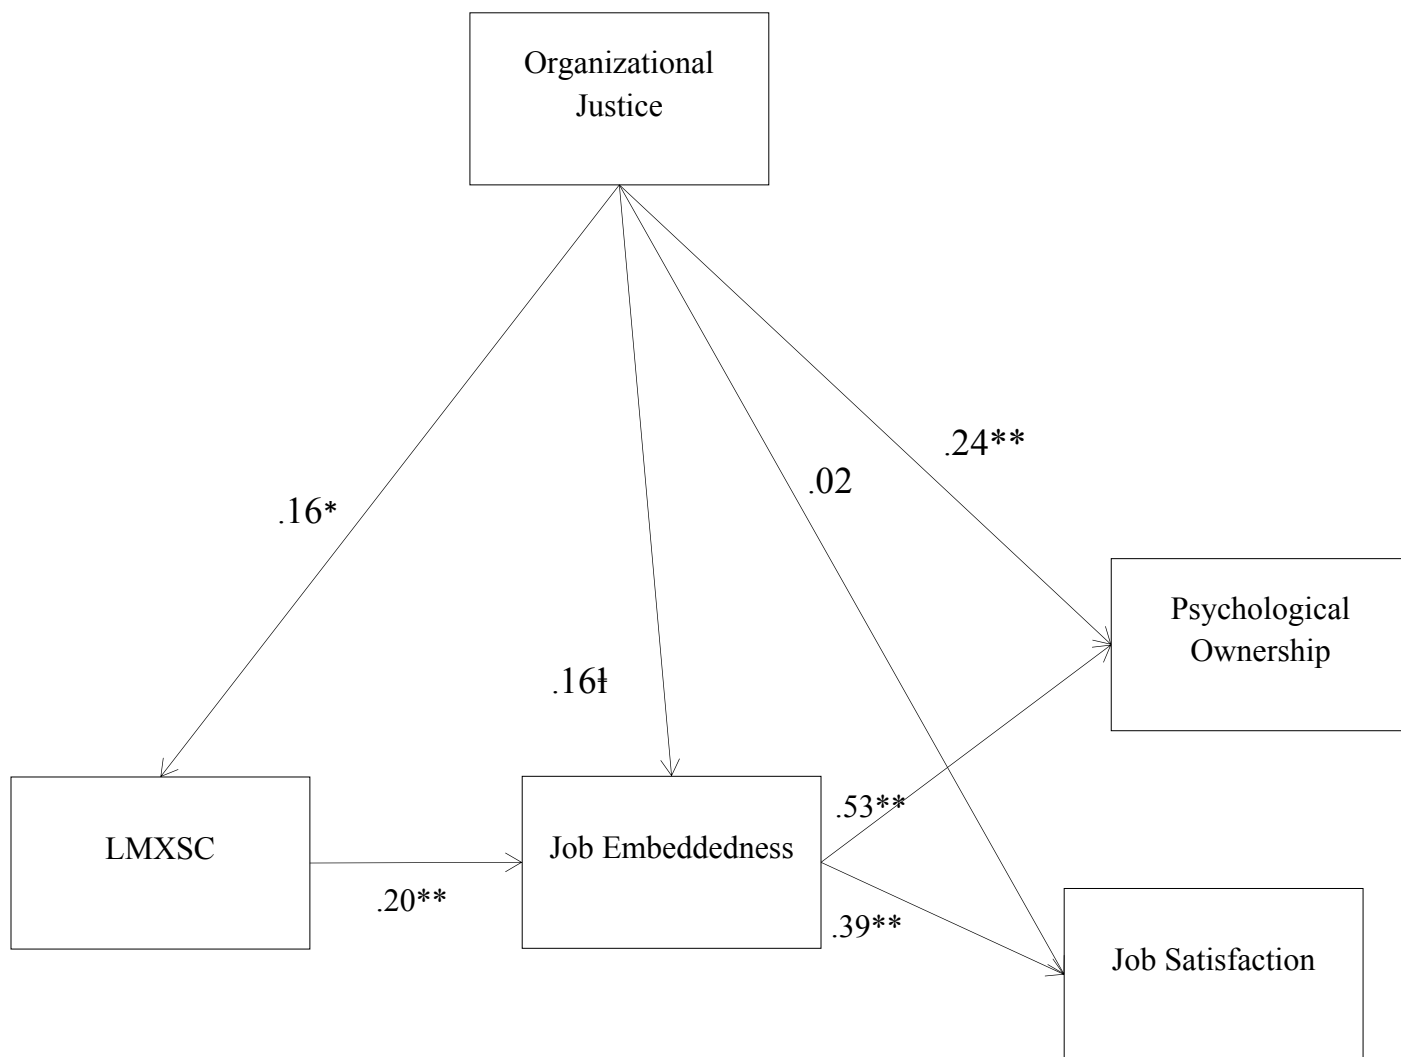 Organizational
Justice
.24**
.02
.16*
Psychological
Ownership
.16ƚ
.53**
LMXSC
Job Embeddedness
.20**
.39**
Job Satisfaction